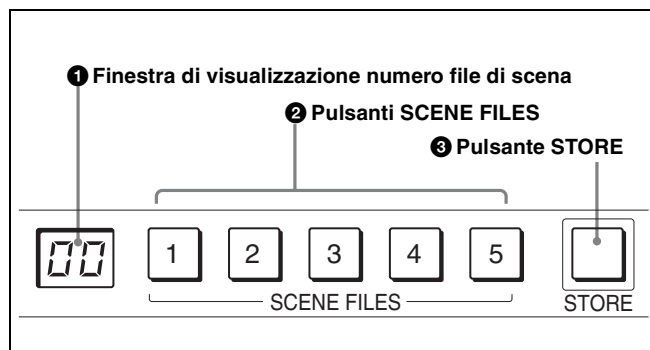 ❶ Finestra di visualizzazione numero file di scena
❷ Pulsanti SCENE FILES
❸ Pulsante STORE
00 1 2 3 4 5
SCENE FILES STORE